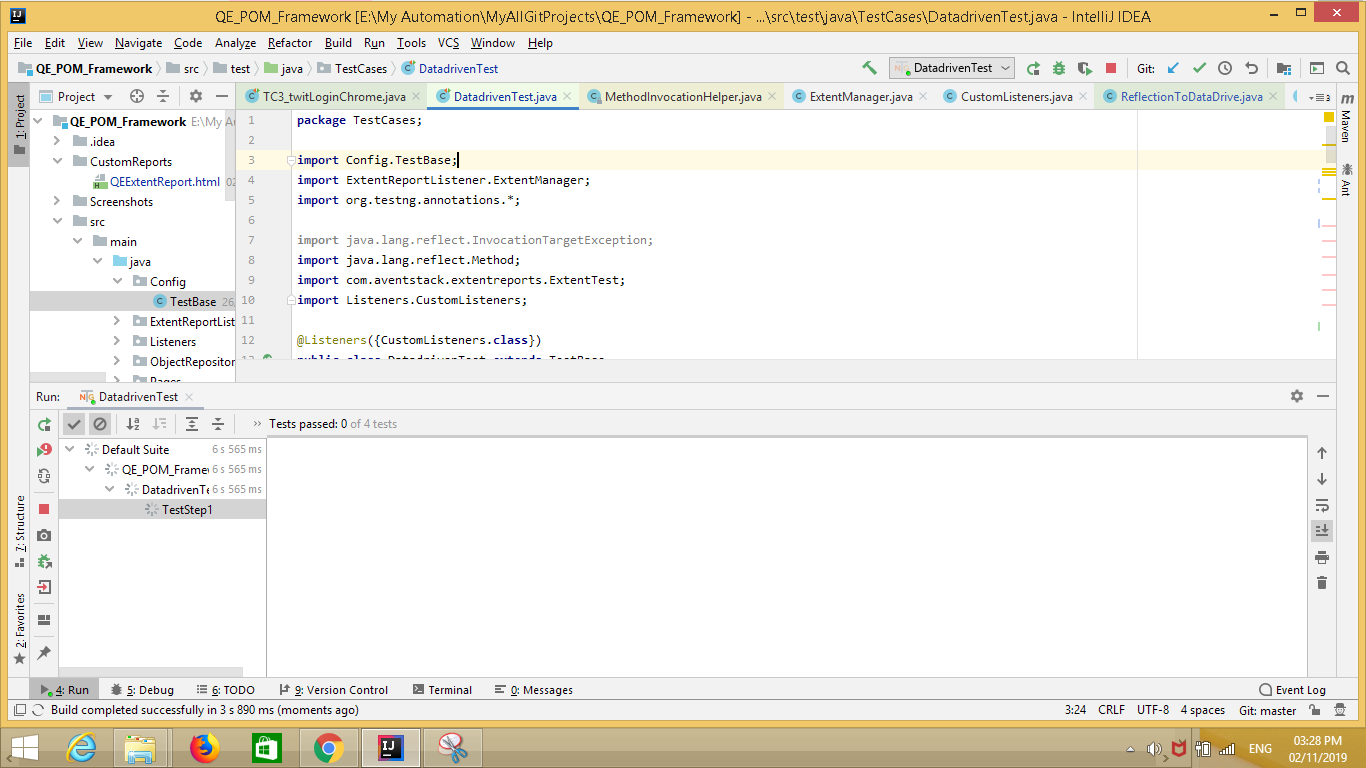 QE_POM_Framework [E:\My Automation\MyAllGitProjects\QE_POM_Framework] - ...\src\test\java\TestCases\DatadrivenTest.java - IntelliJ IDEA
File Edit View Navigate Code Analyze Refactor Build Run Tools VCS Window Help
QE_POM_Framework src test java TestCases DatadrivenTest DatadrivenTest Git:
Project TC3_twitLoginChrome.java DatadrivenTest.java MethodInvocationHelper.java ExtentManager.java CustomListeners.java ReflectionToDataDrive.java 3
1: Project
QE_POM_Framework E:\My A
.idea
CustomReports
QEExtentReport.html 02
Screenshots
src
main
java
Config
TestBase 26,
ExtentReportList
Listeners
ObjectRepositor
Pages
1 package TestCases;
2
3 import Config.TestBase;
4 import ExtentReportListener.ExtentManager;
5 import org.testng.annotations.*;
6
7 import java.lang.reflect.InvocationTargetException;
8 import java.lang.reflect.Method;
9 import com.aventstack.extentreports.ExtentTest;
10 import Listeners.CustomListeners;
11
12 @Listeners({CustomListeners.class})
13 public class DatadrivenTest extends TestBase
Maven
Ant
Run: DatadrivenTest
Tests passed: 0 of 4 tests
Default Suite 6 s 565 ms
QE_POM_Framew 6 s 565 ms
DatadrivenTe 6 s 565 ms
TestStep1
7: Structure
2: Favorites
4: Run 5: Debug 6: TODO 9: Version Control Terminal 0: Messages Event Log
Build completed successfully in 3 s 890 ms (moments ago) 3:24 CRLF UTF-8 4 spaces Git: master
ENG 03:28 PM
02/11/2019